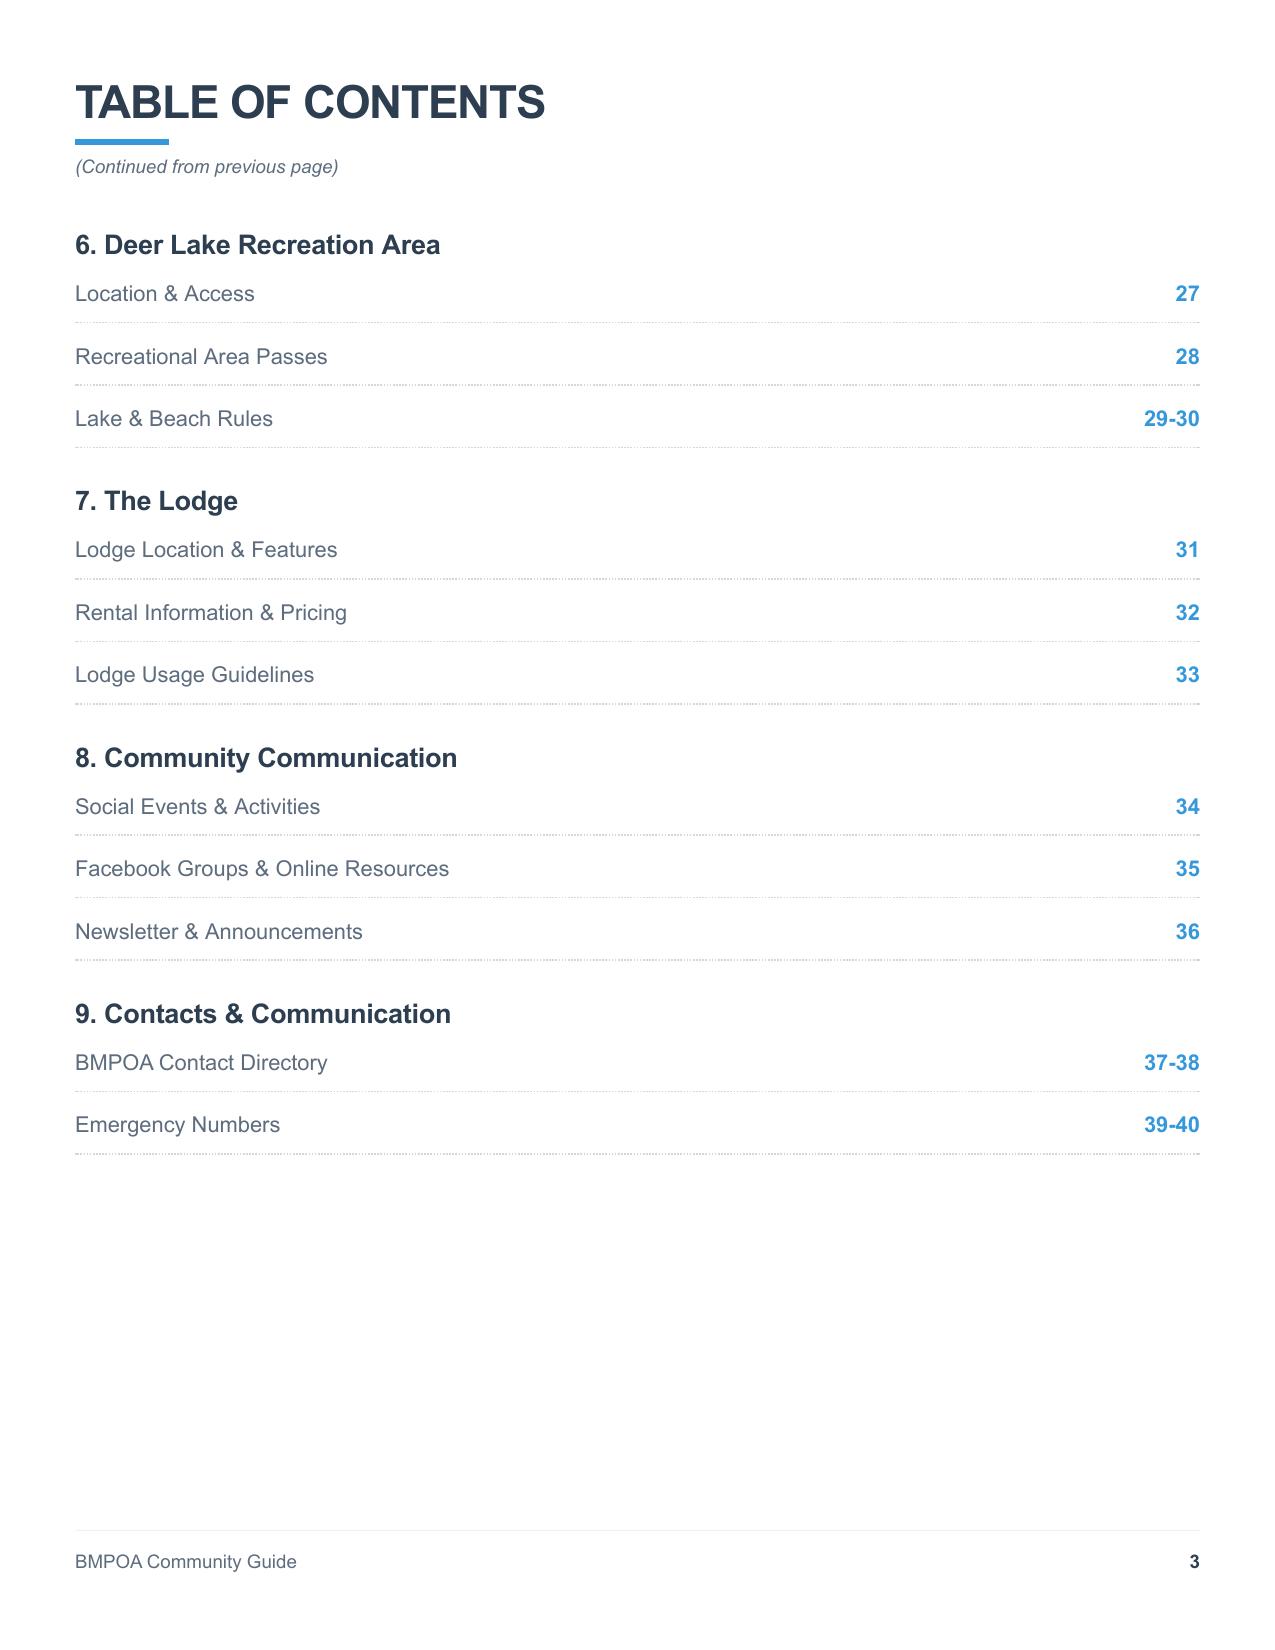 TABLE OF CONTENTS
(Continued from previous page)
6. Deer Lake Recreation Area
Location & Access 27
Recreational Area Passes 28
Lake & Beach Rules 29-30
7. The Lodge
Lodge Location & Features 31
Rental Information & Pricing 32
Lodge Usage Guidelines 33
8. Community Communication
Social Events & Activities 34
Facebook Groups & Online Resources 35
Newsletter & Announcements 36
9. Contacts & Communication
BMPOA Contact Directory 37-38
Emergency Numbers 39-40
BMPOA Community Guide 3